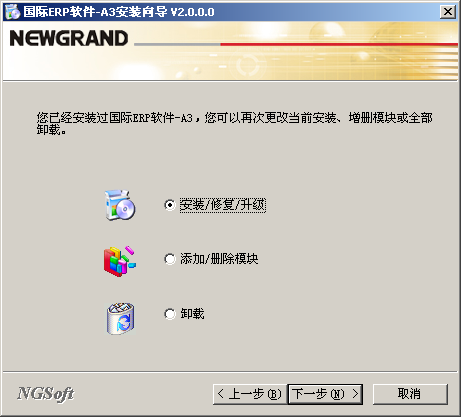 国际ERP软件-A3安装向导 V2.0.0.0
NEWGRAND
您已经安装过国际ERP软件-A3，您可以再次更改当前安装、增删模块或全部
卸载。
安装/修复/升级
添加/删除模块
卸载
NGSoft
< 上一步(B)
下一步(N) >
取消